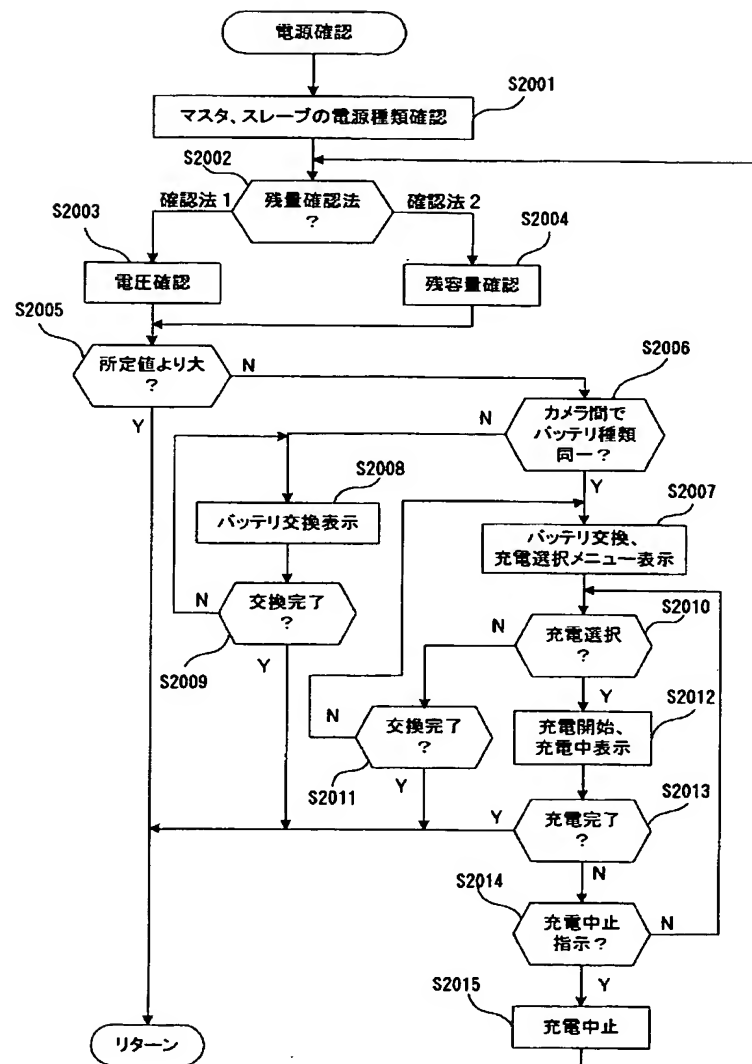 電源確認
S2001
マスタ、スレーブの電源種類確認
S2002
残量確認法
?
確認法1
確認法2
S2003
電圧確認
S2004
残容量確認
S2005
所定値より大
?
N
Y
S2006
カメラ間で
バッテリ種類
同一?
N
Y
S2008
バッテリ交換表示
S2007
バッテリ交換、
充電選択メニュー表示
交換完了
?
N
Y
S2009
S2010
充電選択
?
N
Y
S2012
充電開始、
充電中表示
交換完了
?
N
Y
S2011
S2013
充電完了
?
Y
N
S2014
充電中止
指示?
N
Y
S2015
充電中止
リターン